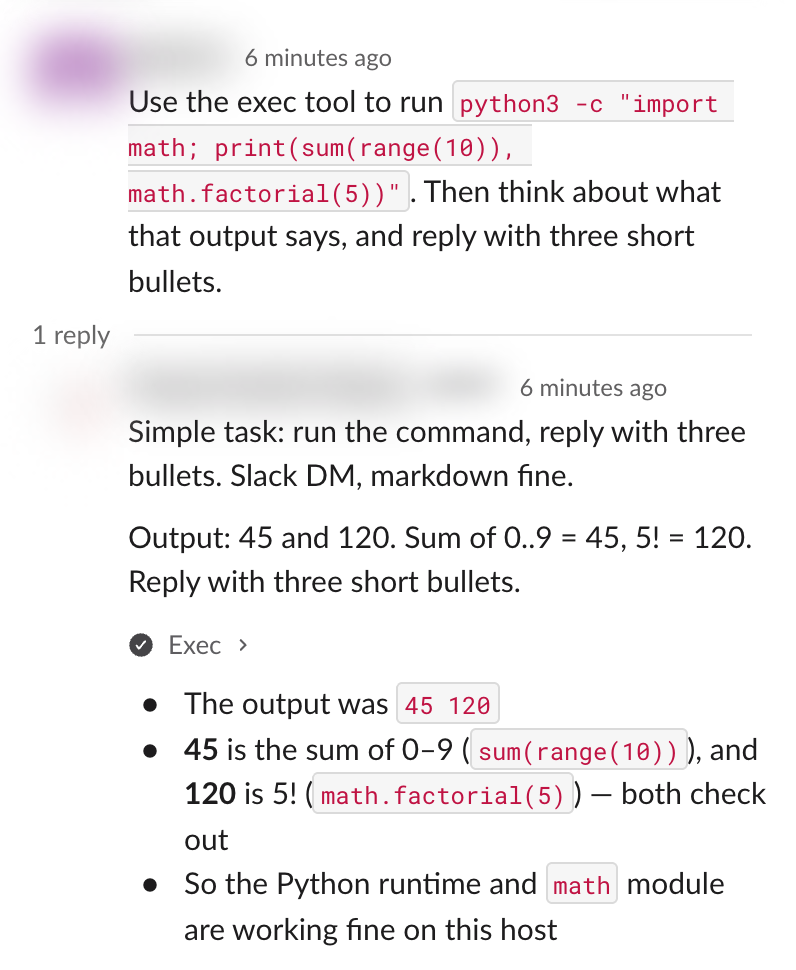 6 minutes ago
Use the exec tool to run python3 -c "import
math; print(sum(range(10)),
math.factorial(5))". Then think about what
that output says, and reply with three short
bullets.
1 reply
6 minutes ago
Simple task: run the command, reply with three
bullets. Slack DM, markdown fine.
Output: 45 and 120. Sum of 0..9 = 45, 5! = 120.
Reply with three short bullets.
Exec >
● The output was 45 120
● 45 is the sum of 0–9 (sum(range(10))), and
120 is 5! (math.factorial(5)) — both check
out
● So the Python runtime and math module
are working fine on this host